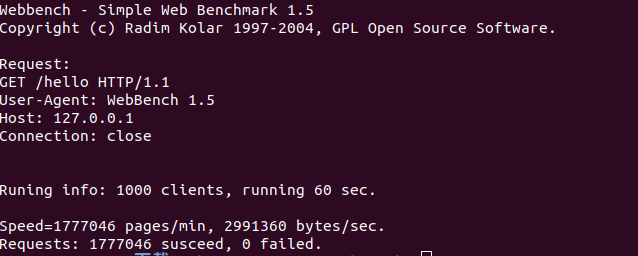 Webbench - Simple Web Benchmark 1.5
Copyright (c) Radim Kolar 1997-2004, GPL Open Source Software.
Request:
GET /hello HTTP/1.1
User-Agent: WebBench 1.5
Host: 127.0.0.1
Connection: close
Runing info: 1000 clients, running 60 sec.
Speed=1777046 pages/min, 2991360 bytes/sec.
Requests: 1777046 susceed, 0 failed.